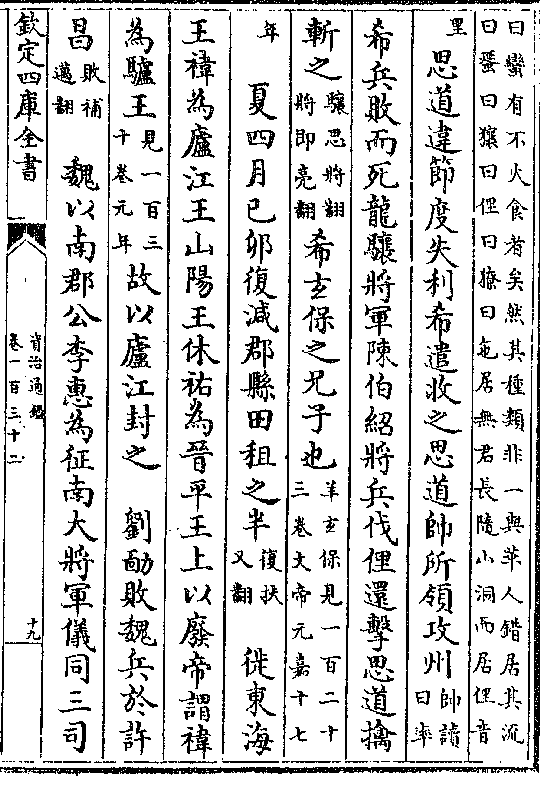 曰蠻有不火食者矣然其種類非一與華人錯居其流
曰蜑曰獽曰俚曰獠曰㐌居無君長隨山洞而居俚音
里
思道違節度失利希遣收之思道帥所領攻州
帥讀
曰率
希兵敗而死龍驤將軍陳伯紹將兵伐俚還擊思道擒
斬之
驤思將翻
將即亮翻
希玄保之兄子也
羊玄保見一百二十
三卷文帝元嘉十七
年
夏四月己卯復減郡縣田租之半
復扶
又翻
徙東海
王禕為廬江王山陽王休祐為晉平王上以廢帝謂禕
為驢王
見一百三
十卷元年
故以廬江封之 劉勔敗魏兵於許
昌
敗補
邁翻
魏以南郡公李惠為征南大將軍儀同三司
欽定四庫全書
資治通鑑
卷一百三十二
十九